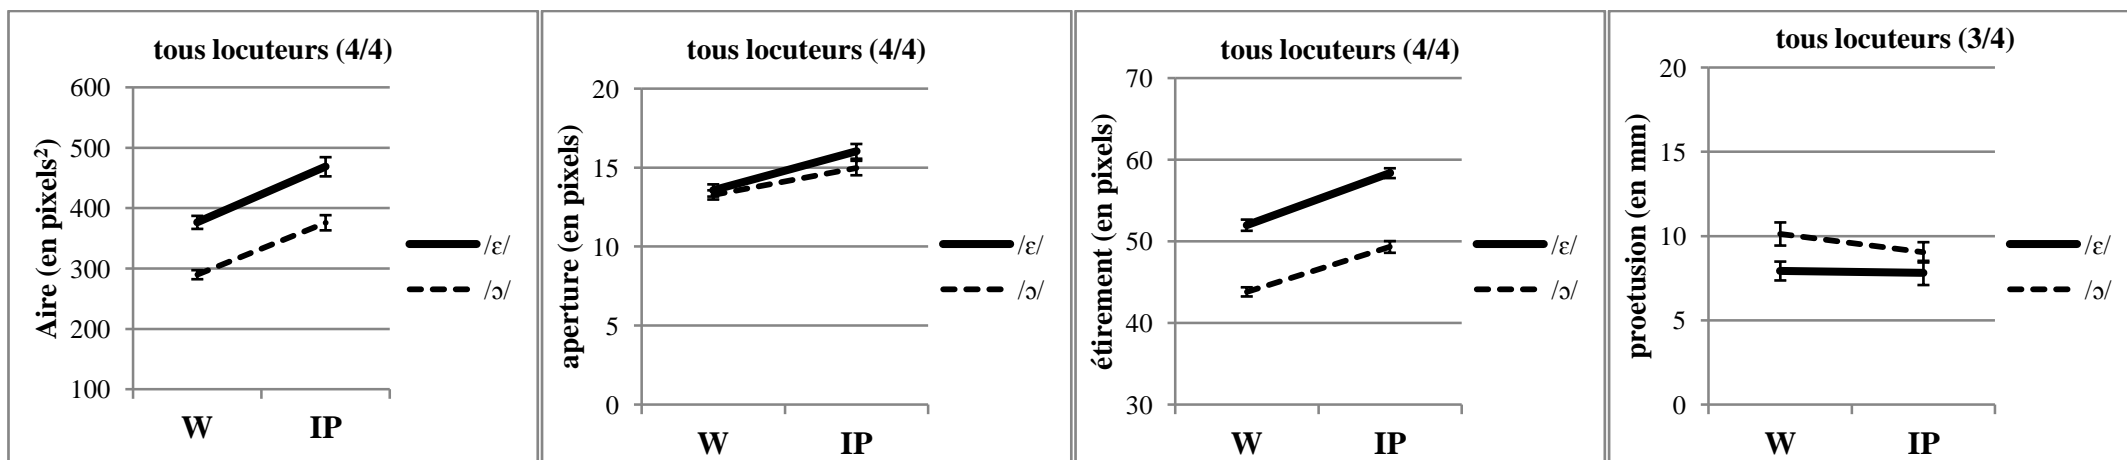 tous locuteurs (4/4)
Aire (en pixels²)
600
500
400
300
200
100
W IP
/ɛ/
/ɔ/
tous locuteurs (4/4)
aperture (en pixels)
20
15
10
5
0
W IP
/ɛ/
/ɔ/
tous locuteurs (4/4)
étirement (en pixels)
70
60
50
40
30
W IP
/ɛ/
/ɔ/
tous locuteurs (3/4)
proetusion (en mm)
20
15
10
5
0
W IP
/ɛ/
/ɔ/